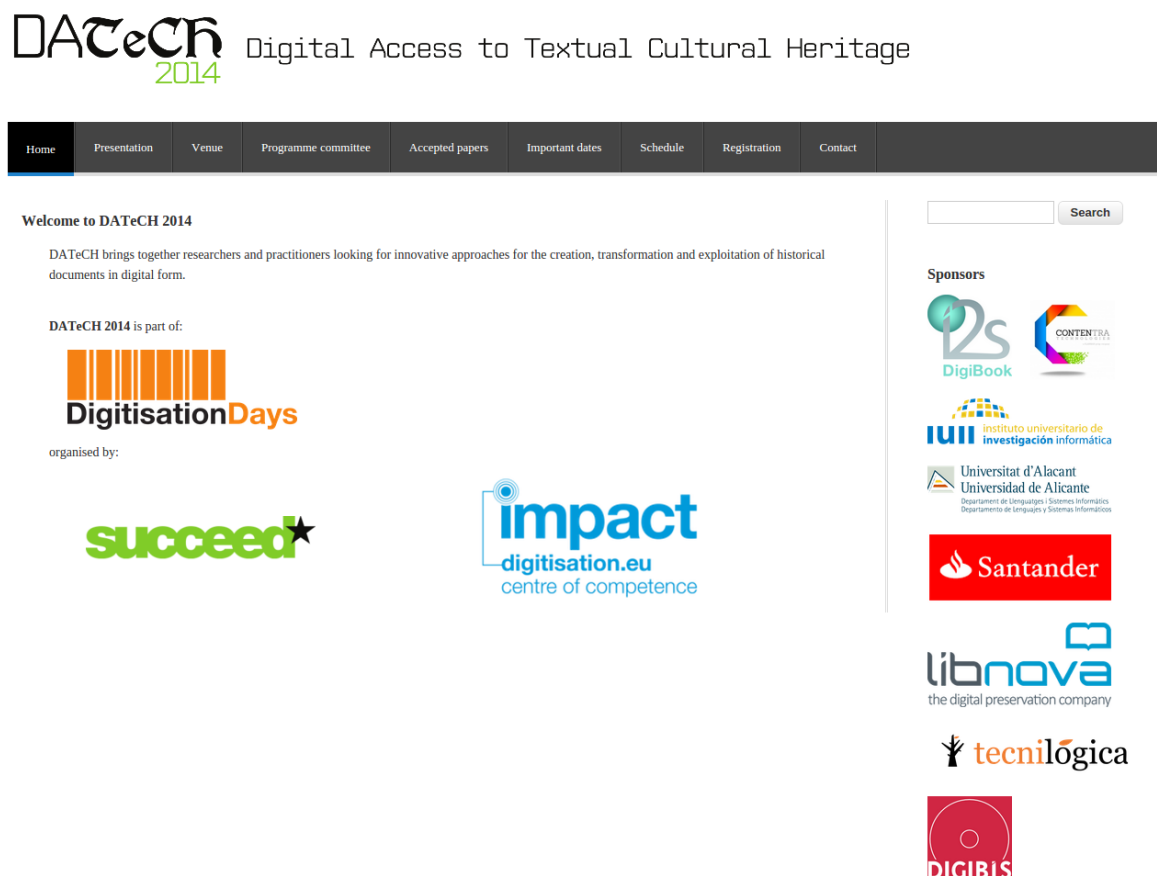 DATeCH
2014
Digital Access to Textual Cultural Heritage
Home Presentation Venue Programme committee Accepted papers Important dates Schedule Registration Contact
Welcome to DATeCH 2014
DATeCH brings together researchers and practitioners looking for innovative approaches for the creation, transformation and exploitation of historical
documents in digital form.
DATeCH 2014 is part of:
DigitisationDays
organised by:
succeed
impact
digitisation.eu
centre of competence
Search
Sponsors
i2s
DigiBook
CONTENTRA
TECHNOLOGIES
IUII
instituto universitario de
investigación informática
Universitat d'Alacant
Universidad de Alicante
Departament de Llenguatges i Sistemes Informàtics
Departamento de Lenguajes y Sistemas Informáticos
Santander
libnova
the digital preservation company
tecnilógica
DIGIBIS